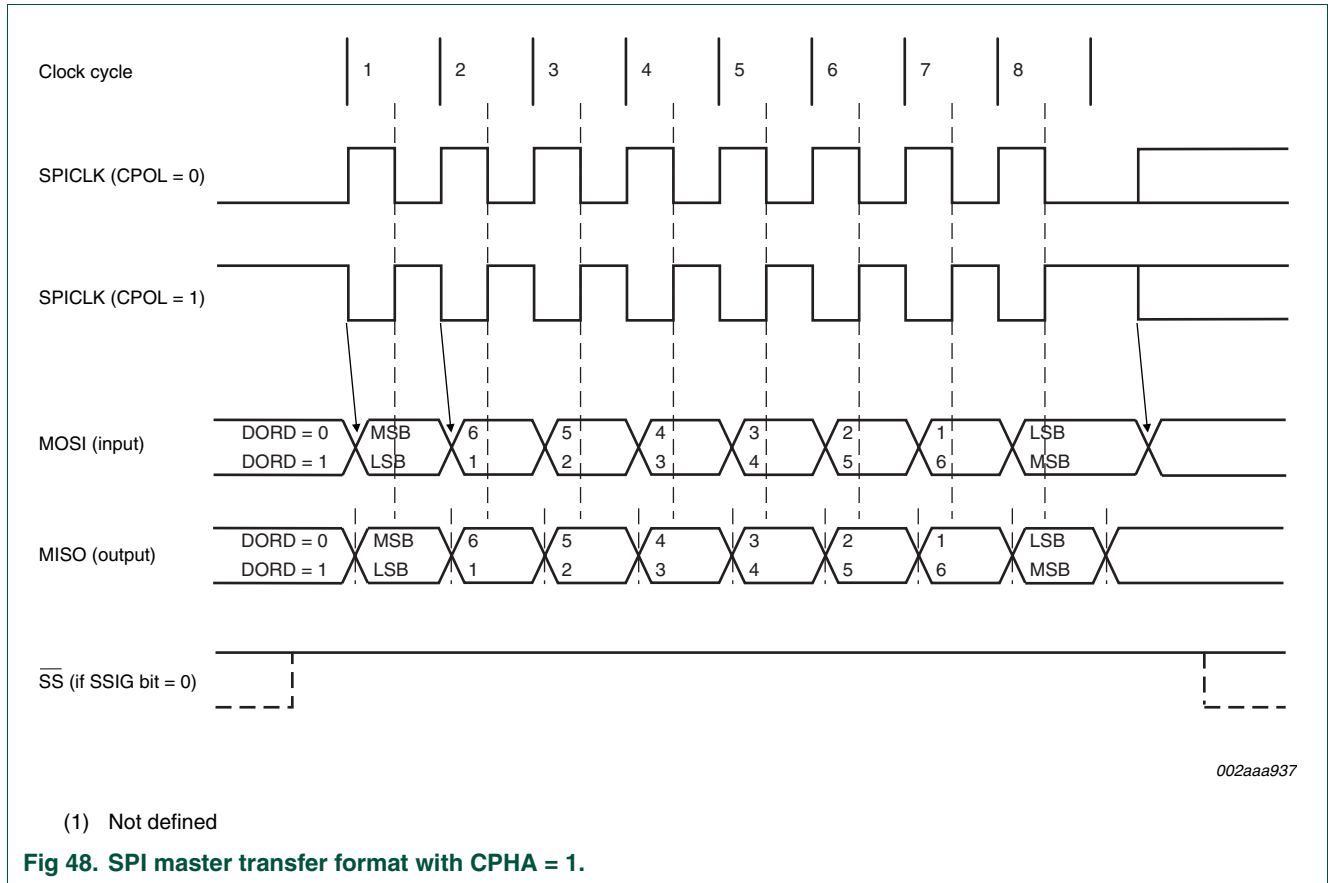 Clock cycle 1 2 3 4 5 6 7 8
SPICLK (CPOL = 0)
SPICLK (CPOL = 1)
MOSI (input)
DORD = 0 MSB 6 5 4 3 2 1 LSB
DORD = 1 LSB 1 2 3 4 5 6 MSB
MISO (output)
DORD = 0 MSB 6 5 4 3 2 1 LSB
DORD = 1 LSB 1 2 3 4 5 6 MSB
SS (if SSIG bit = 0)
002aaa937
(1) Not defined
Fig 48. SPI master transfer format with CPHA = 1.